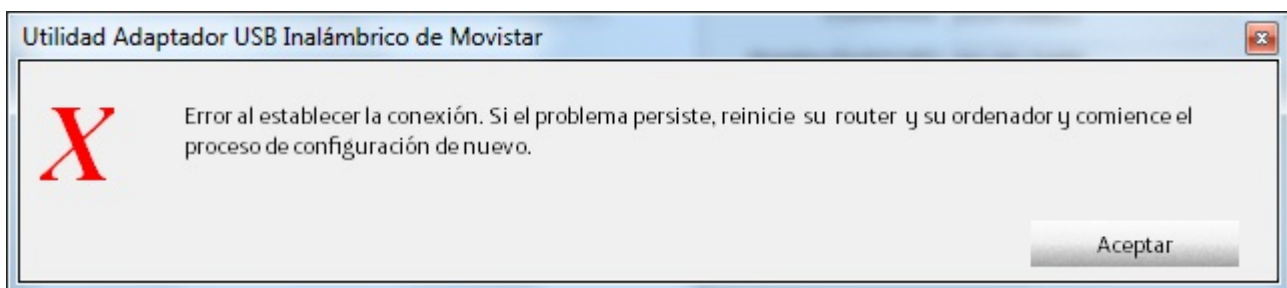 Utilidad Adaptador USB Inalámbrico de Movistar
Error al establecer la conexión. Si el problema persiste, reinicie su router y su ordenador y comience el
proceso de configuración de nuevo.
Aceptar